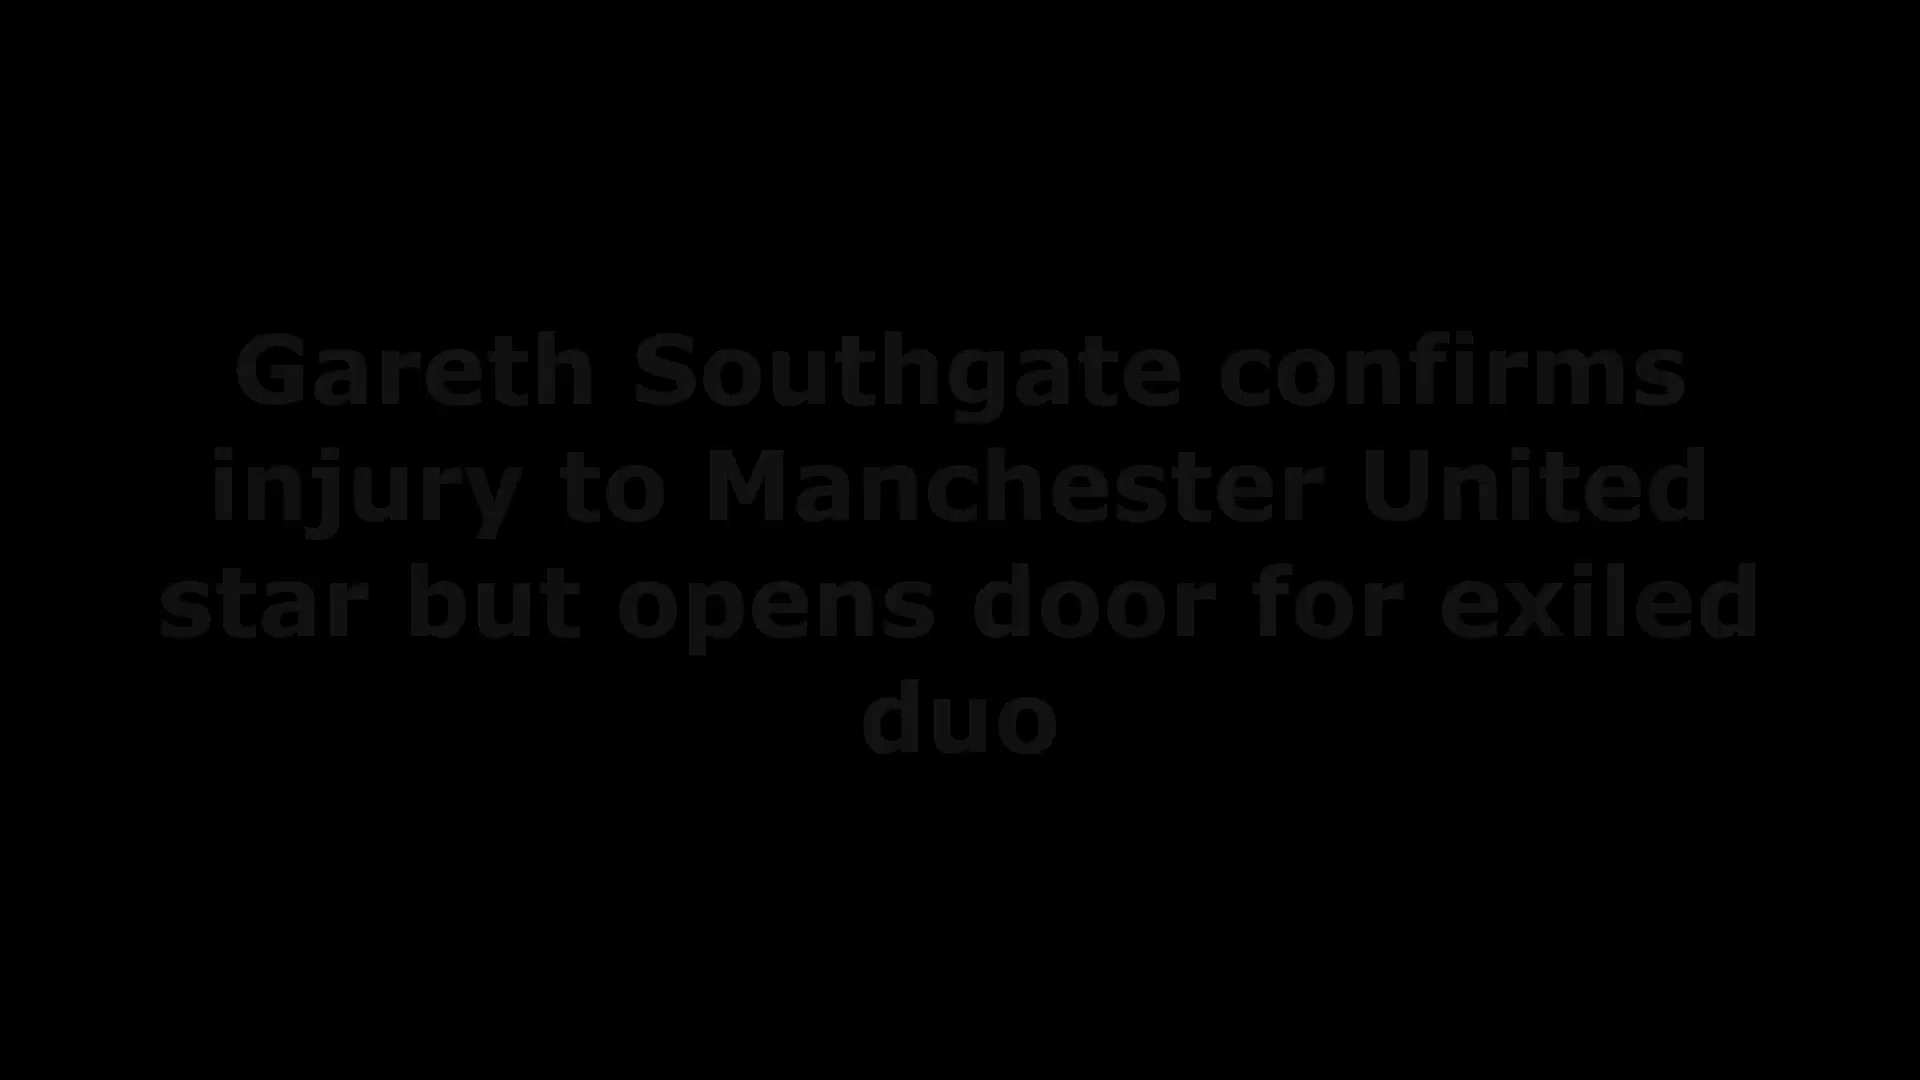 Gareth Southgate confirms
injury to Manchester United
star but opens door for exiled
duo